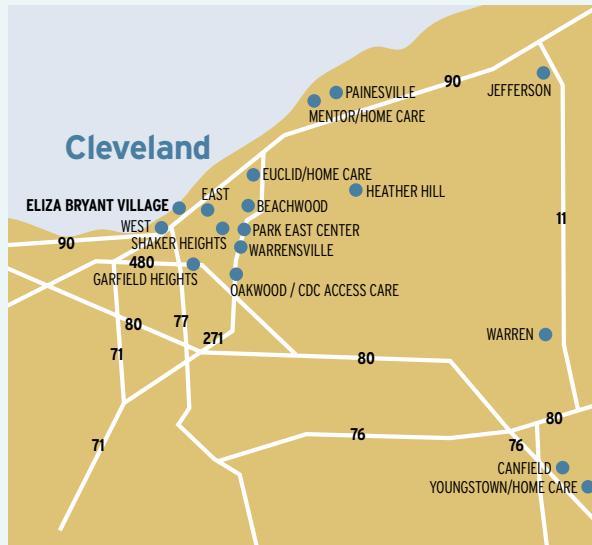 90
PAINESVILLE
JEFFERSON
MENTOR/HOME CARE
Cleveland
EUCLID/HOME CARE
HEATHER HILL
ELIZA BRYANT VILLAGE
EAST
BEACHWOOD
11
WEST
SHAKER HEIGHTS
PARK EAST CENTER
90
WARRENSVILLE
480
GARFIELD HEIGHTS
OAKWOOD / CDC ACCESS CARE
80
77
271
WARREN
71
80
80
71
76
76
CANFIELD
YOUNGSTOWN/HOME CARE